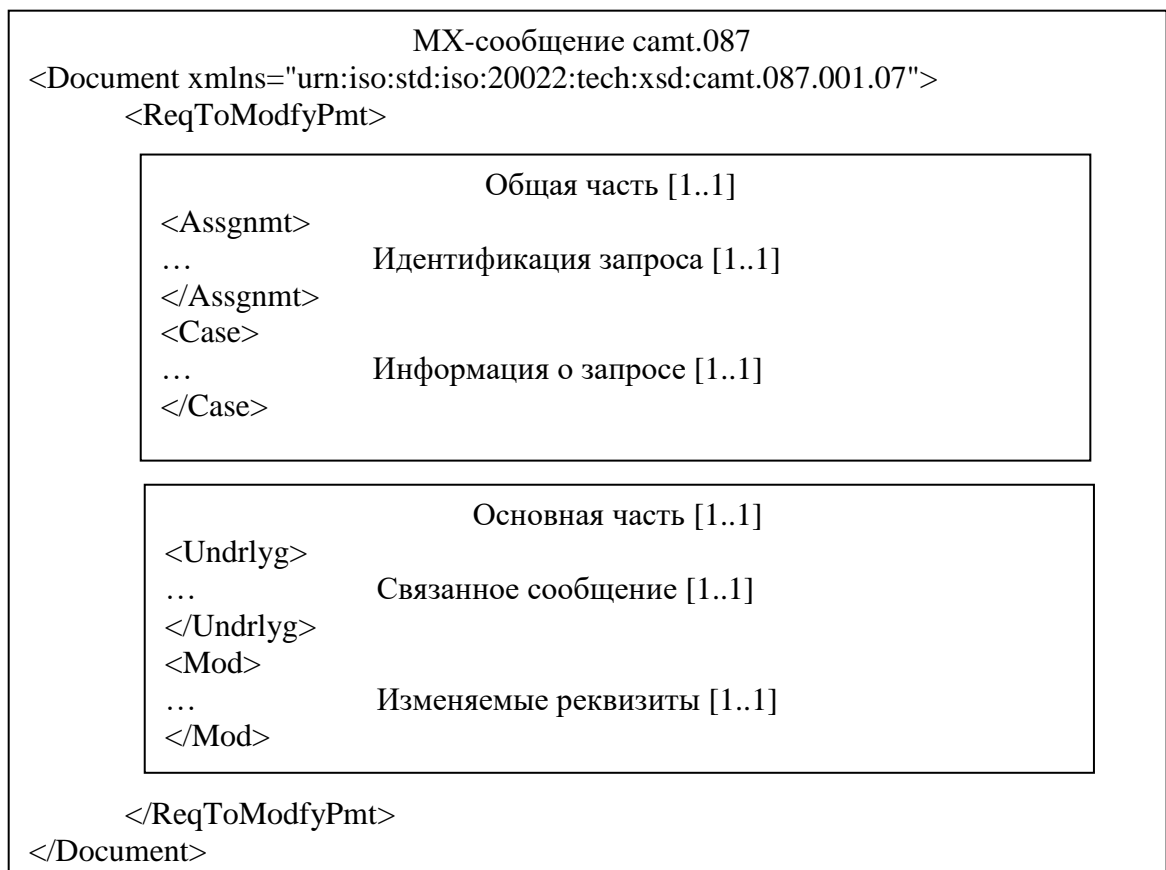 МХ-сообщение camt.087
<Document xmlns="urn:iso:std:iso:20022:tech:xsd:camt.087.001.07">
<ReqToModfyPmt>
Общая часть [1..1]
<Assgnmt>
… Идентификация запроса [1..1]
</Assgnmt>
<Case>
… Информация о запросе [1..1]
</Case>
Основная часть [1..1]
<Undrlyg>
… Связанное сообщение [1..1]
</Undrlyg>
<Mod>
… Изменяемые реквизиты [1..1]
</Mod>
</ReqToModfyPmt>
</Document>